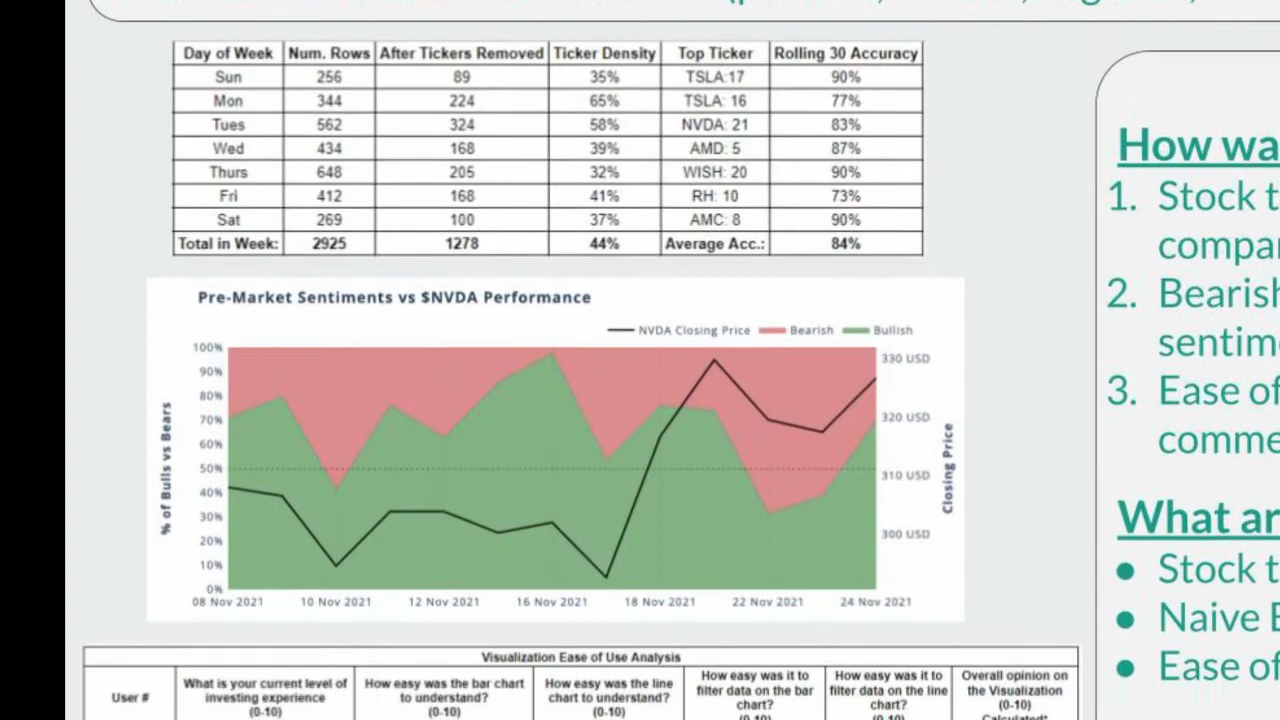 Day of Week Num. Rows After Tickers Removed Ticker Density Top Ticker Rolling 30 Accuracy
Sun 256 89 35% TSLA:17 90%
Mon 344 224 65% TSLA: 16 77%
Tues 562 324 58% NVDA: 21 83%
Wed 434 168 39% AMD: 5 87%
Thurs 648 205 32% WISH: 20 90%
Fri 412 168 41% RH: 10 73%
Sat 269 100 37% AMC: 8 90%
Total in Week: 2925 1278 44% Average Acc.: 84%
Pre-Market Sentiments vs $NVDA Performance
NVDA Closing Price Bearish Bullish
100%
90%
80%
70%
60%
50%
40%
30%
20%
10%
0%
% of Bulls vs Bears
330 USD
320 USD
310 USD
300 USD
Closing Price
08 Nov 2021 10 Nov 2021 12 Nov 2021 16 Nov 2021 18 Nov 2021 22 Nov 2021 24 Nov 2021
Visualization Ease of Use Analysis
User #
What is your current level of
investing experience
(0-10)
How easy was the bar chart
to understand?
(0-10)
How easy was the line
chart to understand?
(0-10)
How easy was it to
filter data on the bar
chart?
(0-10)
How easy was it to
filter data on the line
chart?
(0-10)
Overall opinion on
the Visualization
(0-10)
Calculated*
How wa
1. Stock t
compar
2. Bearish
sentim
3. Ease of
comme
What ar
● Stock t
● Naive B
● Ease of